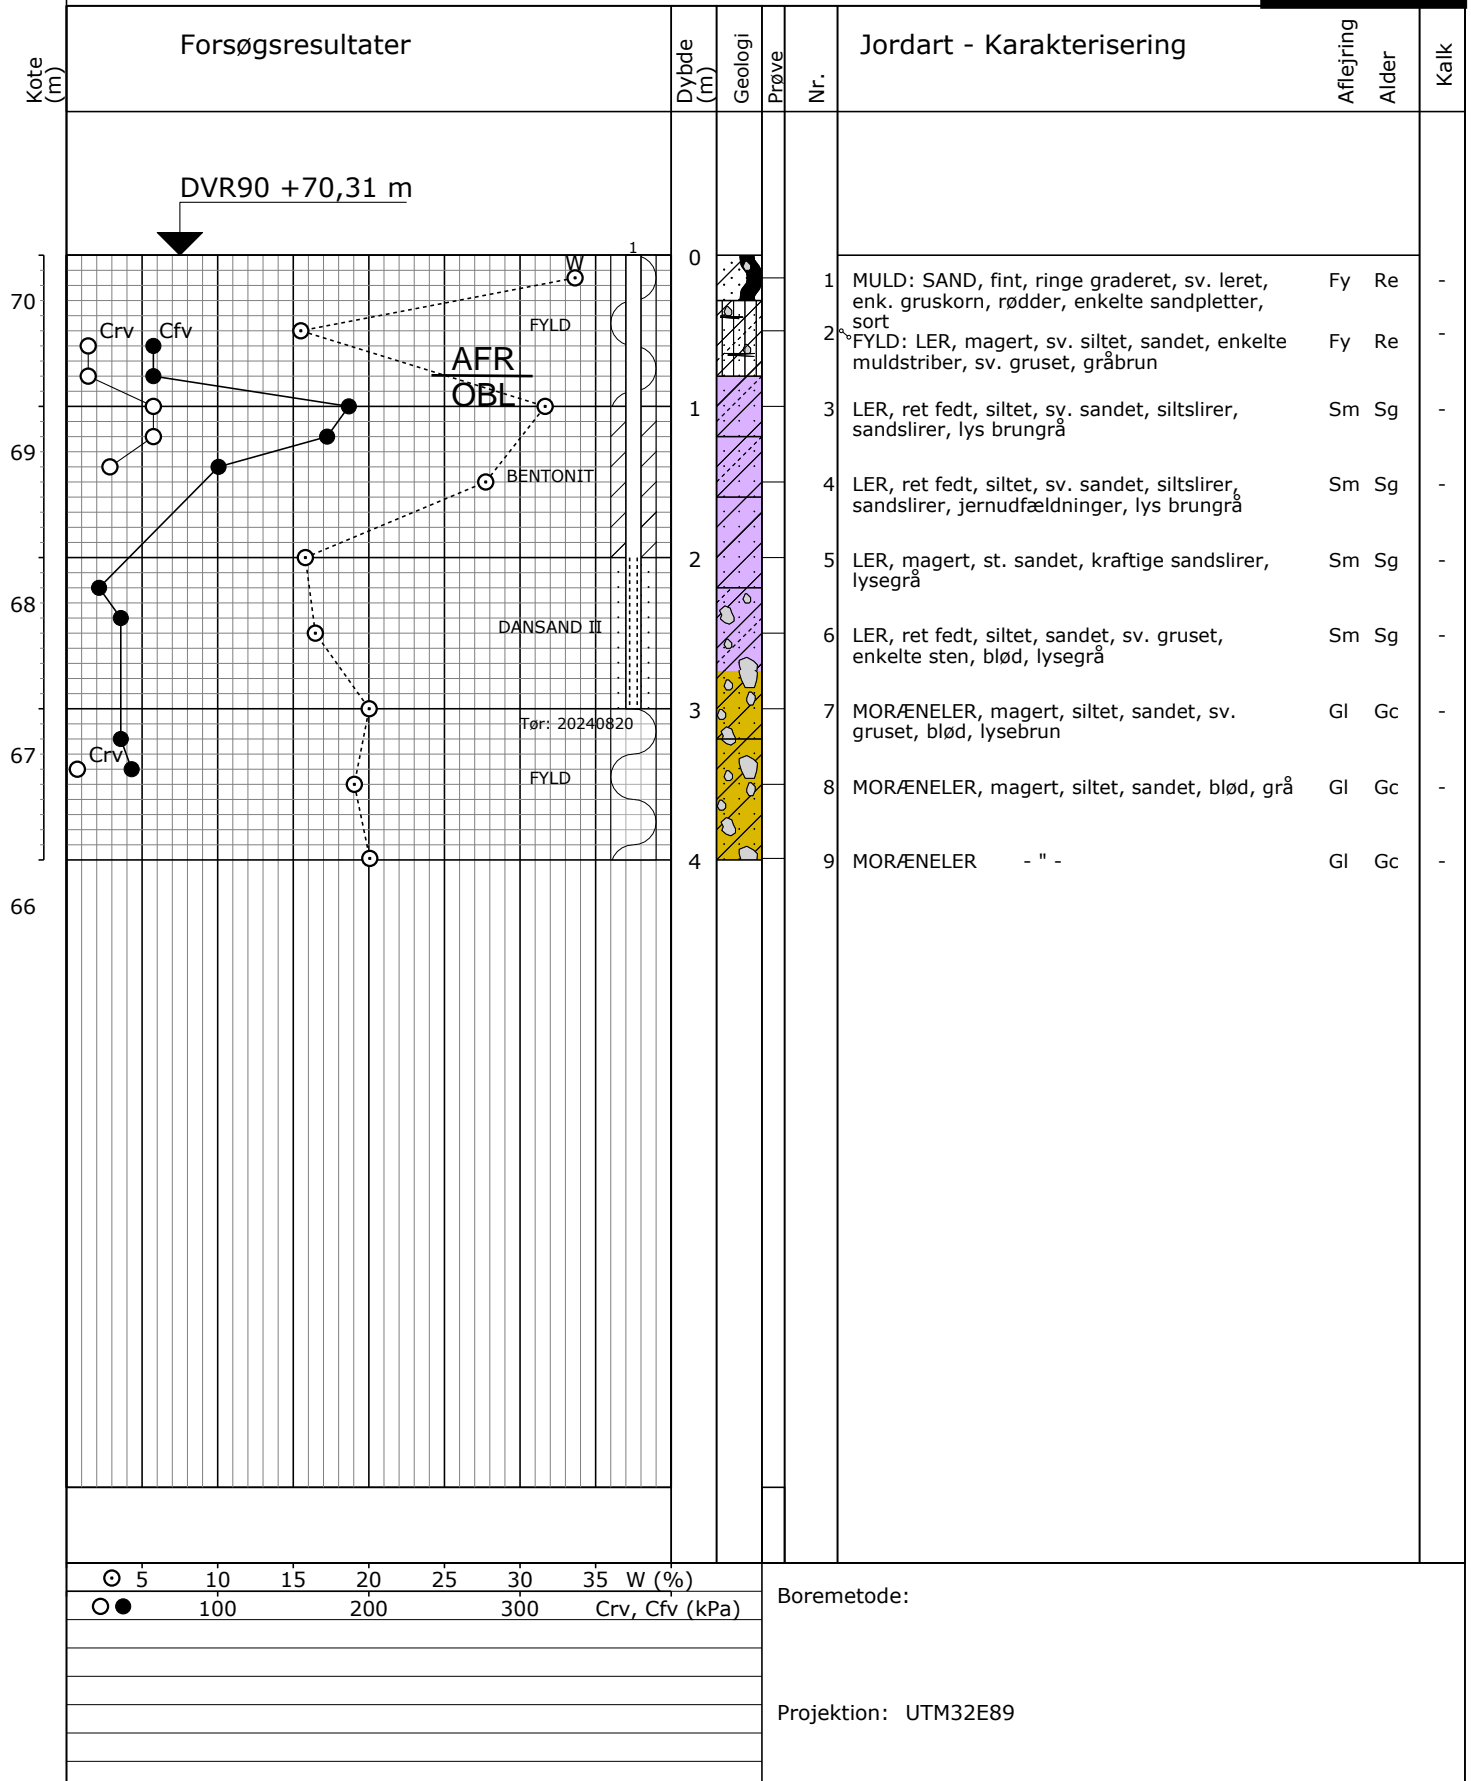 Forsøgsresultater
Kote (m)
Dybde (m)
Geologi
Prøve
Nr.
Jordart - Karakterisering
Aflejring
Alder
Kalk
DVR90 +70,31 m
1
W
0
1 MULD: SAND, fint, ringe graderet, sv. leret, Fy Re
enk. gruskorn, rødder, enkelte sandpletter,
sort
70
FYLD
Crv Cfv
2 FYLD: LER, magert, sv. siltet, sandet, enkelte Fy Re -
muldstriber, sv. gruset, gråbrun
AFR
OBL
1
3 LER, ret fedt, siltet, sv. sandet, siltslirer, Sm Sg -
sandslirer, lys brungrå
69
BENTONIT
4 LER, ret fedt, siltet, sv. sandet, siltslirer, Sm Sg -
sandslirer, jernudfældninger, lys brungrå
2
5 LER, magert, st. sandet, kraftige sandslirer, Sm Sg -
lysegrå
68
DANSAND II
6 LER, ret fedt, siltet, sandet, sv. gruset, Sm Sg -
enkelte sten, blød, lysegrå
3
Tør: 20240820
7 MORÆNELER, magert, siltet, sandet, sv. Gl Gc -
gruset, blød, lysebrun
67
Crv
FYLD
8 MORÆNELER, magert, siltet, sandet, blød, grå Gl Gc -
4
9 MORÆNELER - " - Gl Gc -
66
5 10 15 20 25 30 35 W (%)
100 200 300 Crv, Cfv (kPa)
Boremetode:
Projektion: UTM32E89